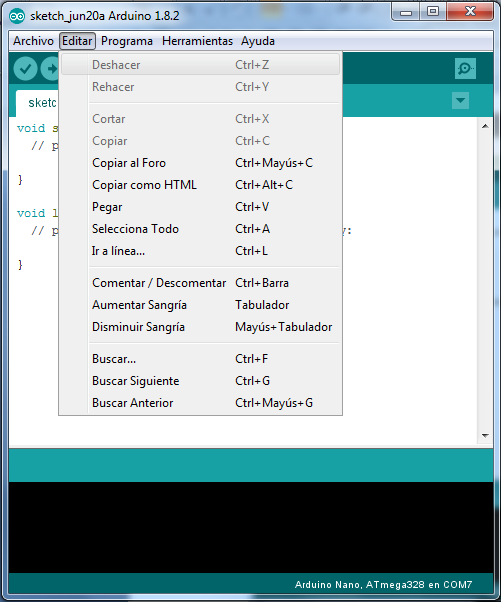 sketch_jun20a Arduino 1.8.2
Archivo Editar Programa Herramientas Ayuda
Deshacer Ctrl+Z
Rehacer Ctrl+Y
Cortar Ctrl+X
Copiar Ctrl+C
Copiar al Foro Ctrl+Mayús+C
Copiar como HTML Ctrl+Alt+C
Pegar Ctrl+V
Selecciona Todo Ctrl+A
Ir a línea... Ctrl+L
Comentar / Descomentar Ctrl+Barra
Aumentar Sangría Tabulador
Disminuir Sangría Mayús+Tabulador
Buscar... Ctrl+F
Buscar Siguiente Ctrl+G
Buscar Anterior Ctrl+Mayús+G
sketc
void s
// p
}
void l
// p y:
}
Arduino Nano, ATmega328 en COM7